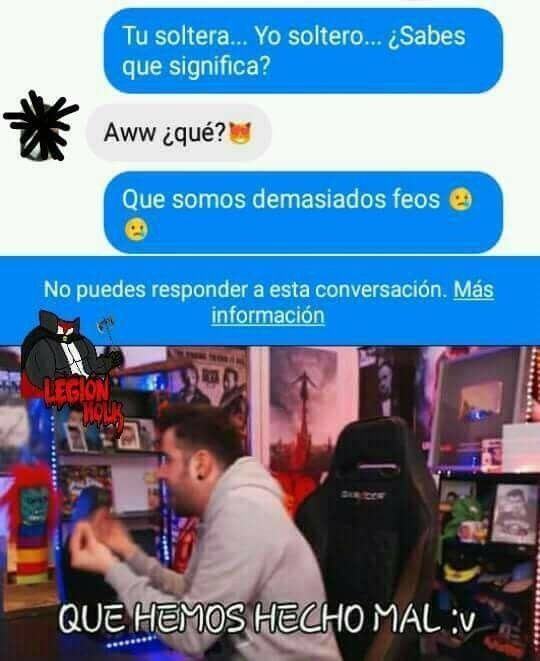 Tu soltera... Yo soltero... ¿Sabes
que significa?
Aww ¿qué?😻
Que somos demasiados feos 😢
😢
No puedes responder a esta conversación. Más
información
LEGION
HOLK
QUE HEMOS HECHO MAL :v